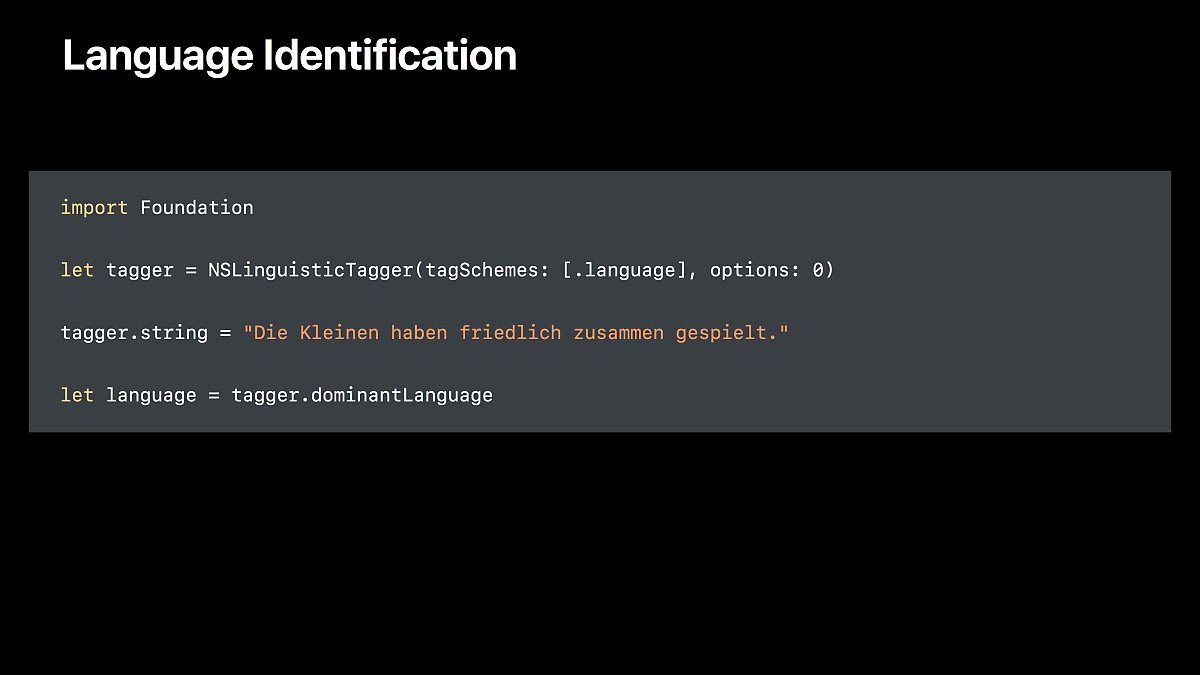 Language Identification
import Foundation
let tagger = NSLinguisticTagger(tagSchemes: [.language], options: 0)
tagger.string = "Die Kleinen haben friedlich zusammen gespielt."
let language = tagger.dominantLanguage